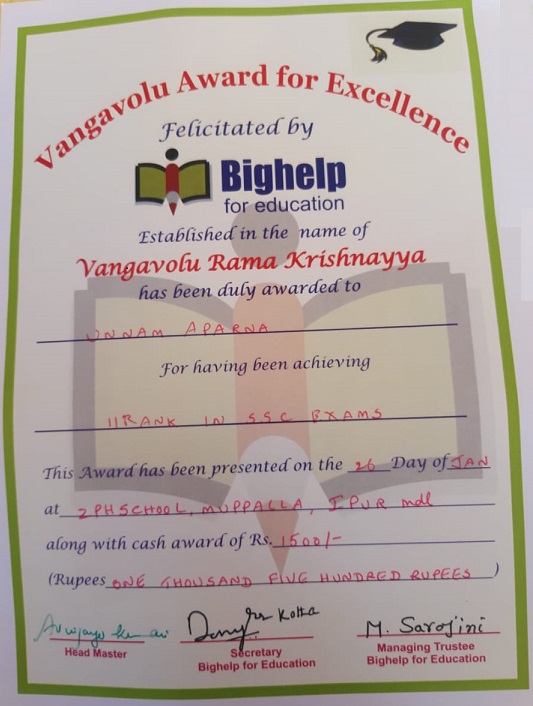 Vangavolu Award for Excellence
Felicitated by
Bighelp
for education
Established in the name of
Vangavolu Rama Krishnayya
has been duly awarded to
UNNAM APARNA
For having been achieving
II RANK IN SSC EXAMS
This Award has been presented on the 26 Day of JAN
at ZPHSCHOOL, MUPPALLA, IPUR mdl
along with cash award of Rs. 1500/-
(Rupees ONE THOUSAND FIVE HUNDRED RUPEES)
Kotha M. Sarojini
Head Master Secretary Managing Trustee
Bighelp for Education Bighelp for Education